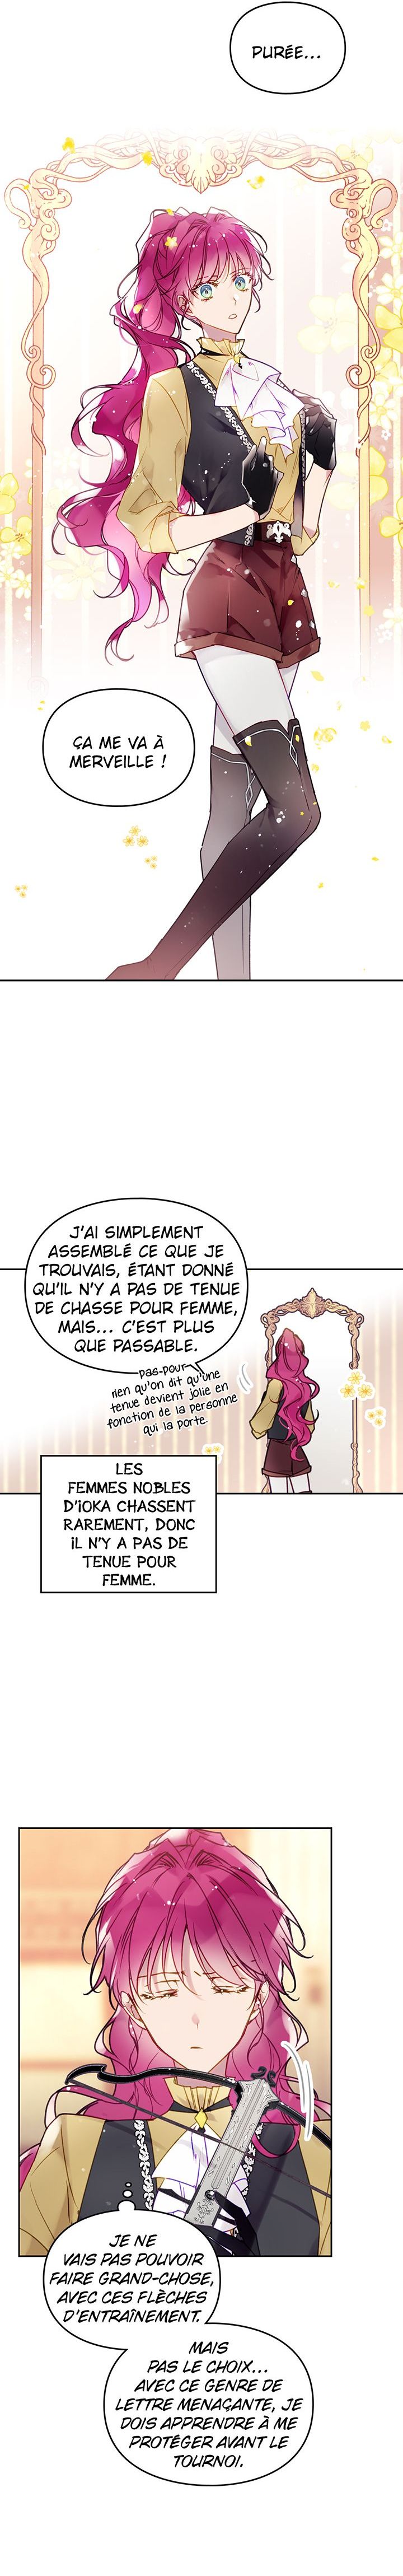 PURÉE...
ÇA ME VA À
MERVEILLE !
J'AI SIMPLEMENT
ASSEMBLÉ CE QUE JE
TROUVAIS, ÉTANT DONNÉ
QU'IL N'Y A PAS DE TENUE
DE CHASSE POUR FEMME,
MAIS... C'EST PLUS
QUE PASSABLE.
pas-pour
rien qu'on dit qu'une
tenue devient jolie en
fonction de la personne
qui la porte.
LES
FEMMES NOBLES
D'IOKA CHASSENT
RAREMENT, DONC
IL N'Y A PAS DE
TENUE POUR
FEMME.
JE NE
VAIS PAS POUVOIR
FAIRE GRAND-CHOSE,
AVEC CES FLÈCHES
D'ENTRAÎNEMENT.
MAIS
PAS LE CHOIX...
AVEC CE GENRE DE
LETTRE MENAÇANTE, JE
DOIS APPRENDRE À ME
PROTÉGER AVANT LE
TOURNOI.